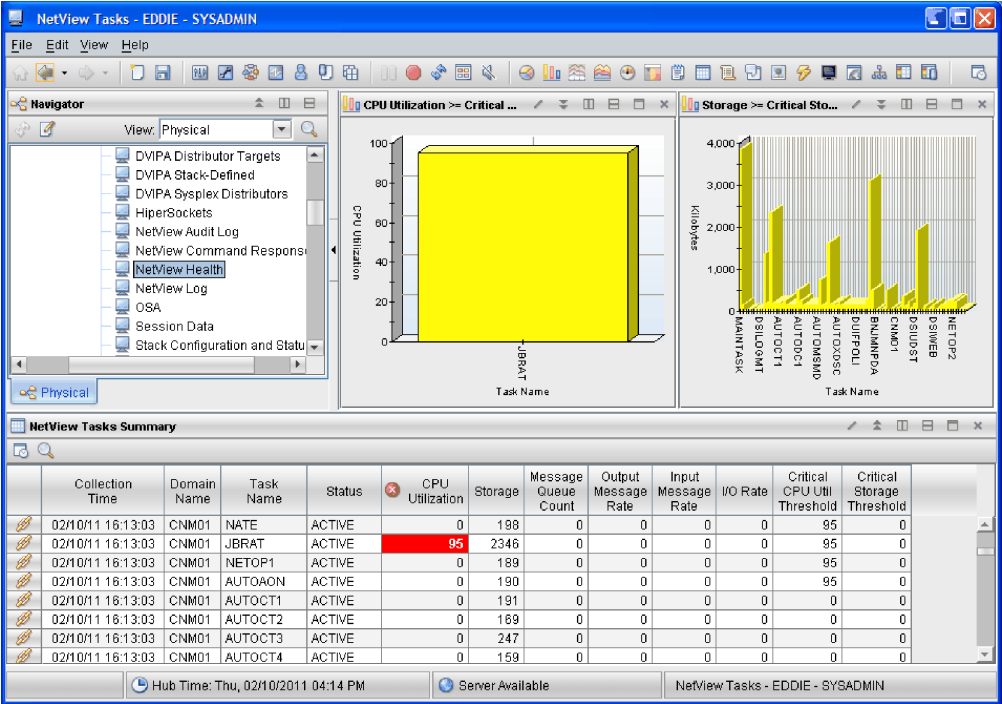 NetView Tasks - EDDIE - SYSADMIN
File Edit View Help
Navigator
View: Physical
DVIPA Distributor Targets
DVIPA Stack-Defined
DVIPA Sysplex Distributors
HiperSockets
NetView Audit Log
NetView Command Respons
NetView Health
NetView Log
OSA
Session Data
Stack Configuration and Statu
Physical
CPU Utilization >= Critical ...
100
80
60
40
20
0
CPU Utilization
JBRAT
Task Name
Storage >= Critical Sto...
4,000
3,000
2,000
1,000
0
Kilobytes
MAINTASK
DSILOGMT
AUTOCT1
AUTODC1
AUTOMSMD
AUTOXDSC
DUIFPOLI
BNJMNPDA
CNM01
DSIUDST
DSIWEB
NETOP2
Task Name
NetView Tasks Summary
Collection Time Domain Name Task Name Status CPU Utilization Storage Message Queue Count Output Message Rate Input Message Rate I/O Rate Critical CPU Util Threshold Critical Storage Threshold
02/10/11 16:13:03 CNM01 NATE ACTIVE 0 198 0 0 0 0 95 0
02/10/11 16:13:03 CNM01 JBRAT ACTIVE 95 2346 0 0 0 0 95 0
02/10/11 16:13:03 CNM01 NETOP1 ACTIVE 0 189 0 0 0 0 95 0
02/10/11 16:13:03 CNM01 AUTOAON ACTIVE 0 190 0 0 0 0 95 0
02/10/11 16:13:03 CNM01 AUTOCT1 ACTIVE 0 191 0 0 0 0 0 0
02/10/11 16:13:03 CNM01 AUTOCT2 ACTIVE 0 169 0 0 0 0 0 0
02/10/11 16:13:03 CNM01 AUTOCT3 ACTIVE 0 247 0 0 0 0 0 0
02/10/11 16:13:03 CNM01 AUTOCT4 ACTIVE 0 159 0 0 0 0 0 0
Hub Time: Thu, 02/10/2011 04:14 PM
Server Available
NetView Tasks - EDDIE - SYSADMIN